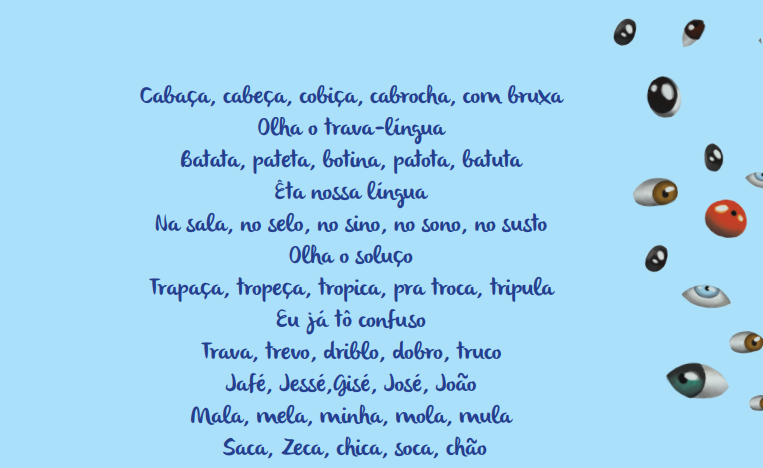 Cabaça, cabeça, cobiça, cabrocha, com bruxa
Olha o trava-língua
Batata, pateta, botina, patota, batuta
Êta nossa língua
Na sala, no selo, no sino, no sono, no susto
Olha o soluço
Trapaça, tropeça, tropica, pra troca, tripula
Eu já tô confuso
Trava, trevo, driblo, dobro, truco
Jafé, Jessé,Gisé, José, João
Mala, mela, minha, mola, mula
Saca, Zeca, chica, soca, chão